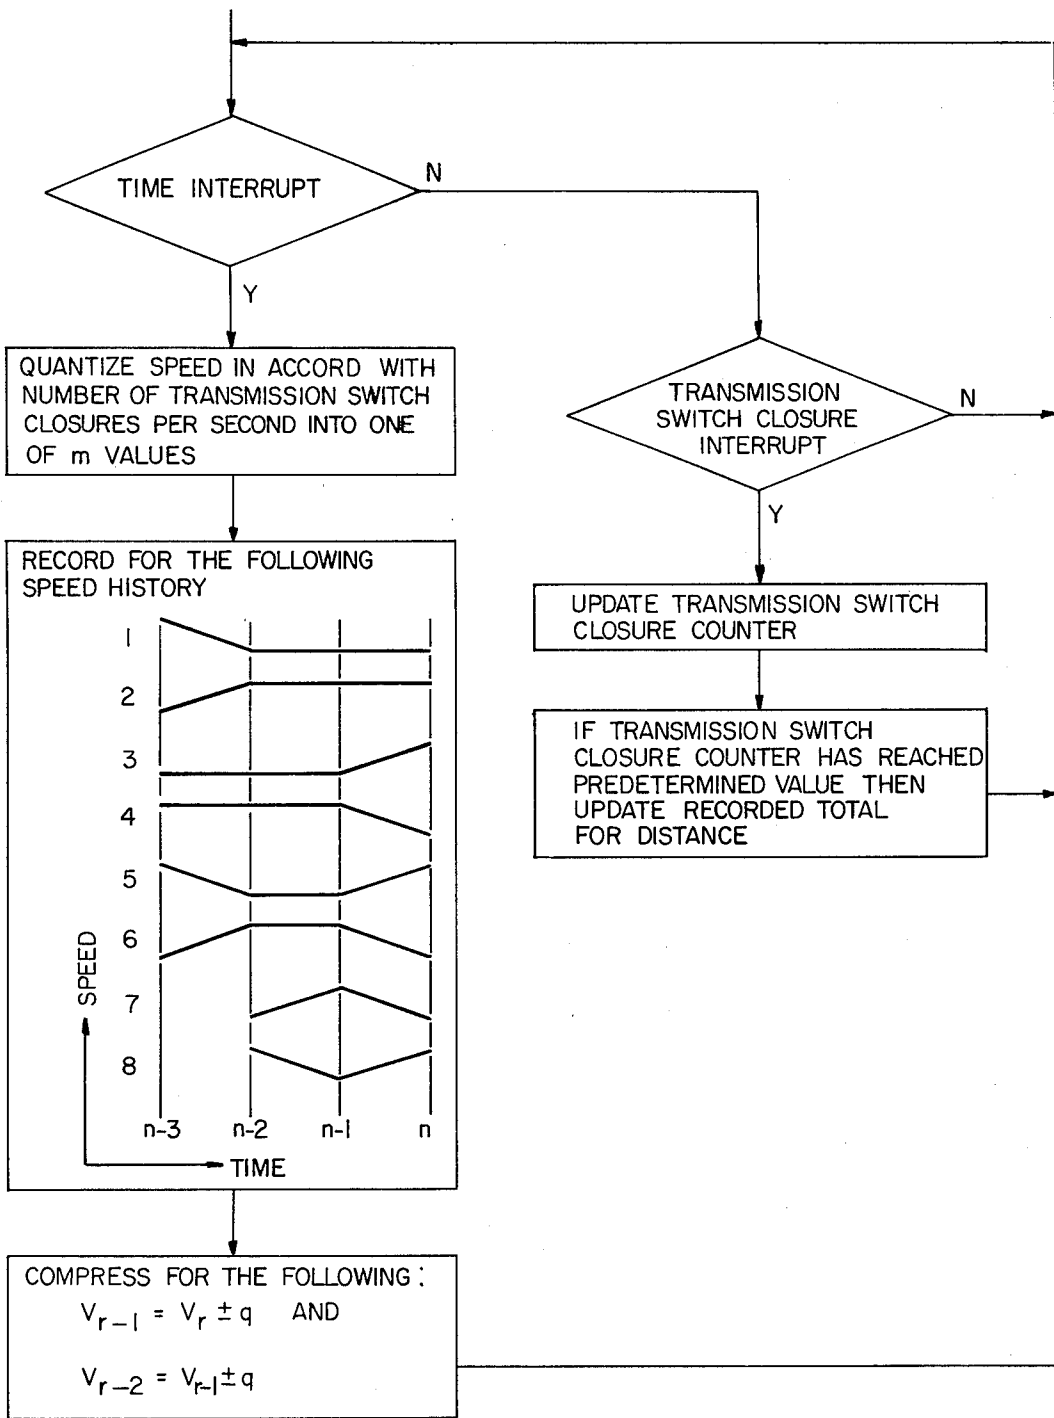 TIME INTERRUPT
N
Y
QUANTIZE SPEED IN ACCORD WITH
NUMBER OF TRANSMISSION SWITCH
CLOSURES PER SECOND INTO ONE
OF m VALUES
TRANSMISSION
SWITCH CLOSURE
INTERRUPT
N
Y
RECORD FOR THE FOLLOWING
SPEED HISTORY
1
2
3
4
5
6
7
8
SPEED
n-3 n-2 n-1 n
TIME
UPDATE TRANSMISSION SWITCH
CLOSURE COUNTER
IF TRANSMISSION SWITCH
CLOSURE COUNTER HAS REACHED
PREDETERMINED VALUE THEN
UPDATE RECORDED TOTAL
FOR DISTANCE
COMPRESS FOR THE FOLLOWING:
V_{r-1} = V_r ± q AND
V_{r-2} = V_{r-1} ± q